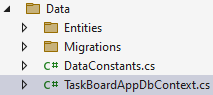 Data
Entities
Migrations
C# DataConstants.cs
C# TaskBoardAppDbContext.cs